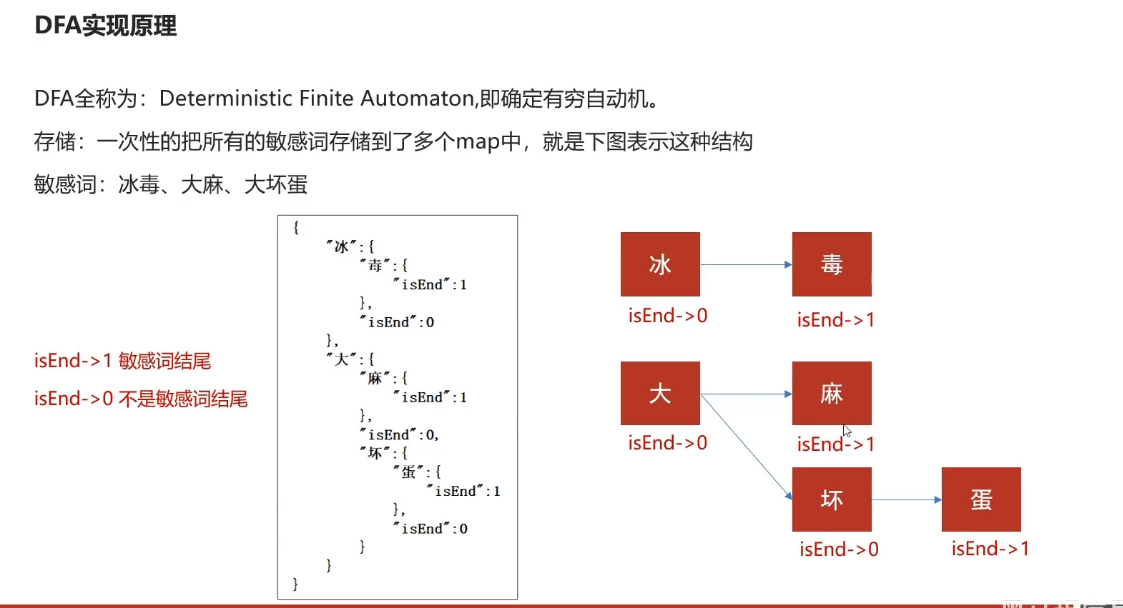 DFA实现原理
DFA全称为：Deterministic Finite Automaton,即确定有穷自动机。
存储：一次性的把所有的敏感词存储到了多个map中，就是下图表示这种结构
敏感词：冰毒、大麻、大坏蛋
isEnd->1 敏感词结尾
isEnd->0 不是敏感词结尾
{
"冰":{
"毒":{
"isEnd":1
},
"isEnd":0
},
"大":{
"麻":{
"isEnd":1
},
"isEnd":0,
"坏":{
"蛋":{
"isEnd":1
},
"isEnd":0
}
}
}
冰 毒
isEnd->0 isEnd->1
大 麻
isEnd->0 isEnd->1
坏 蛋
isEnd->0 isEnd->1